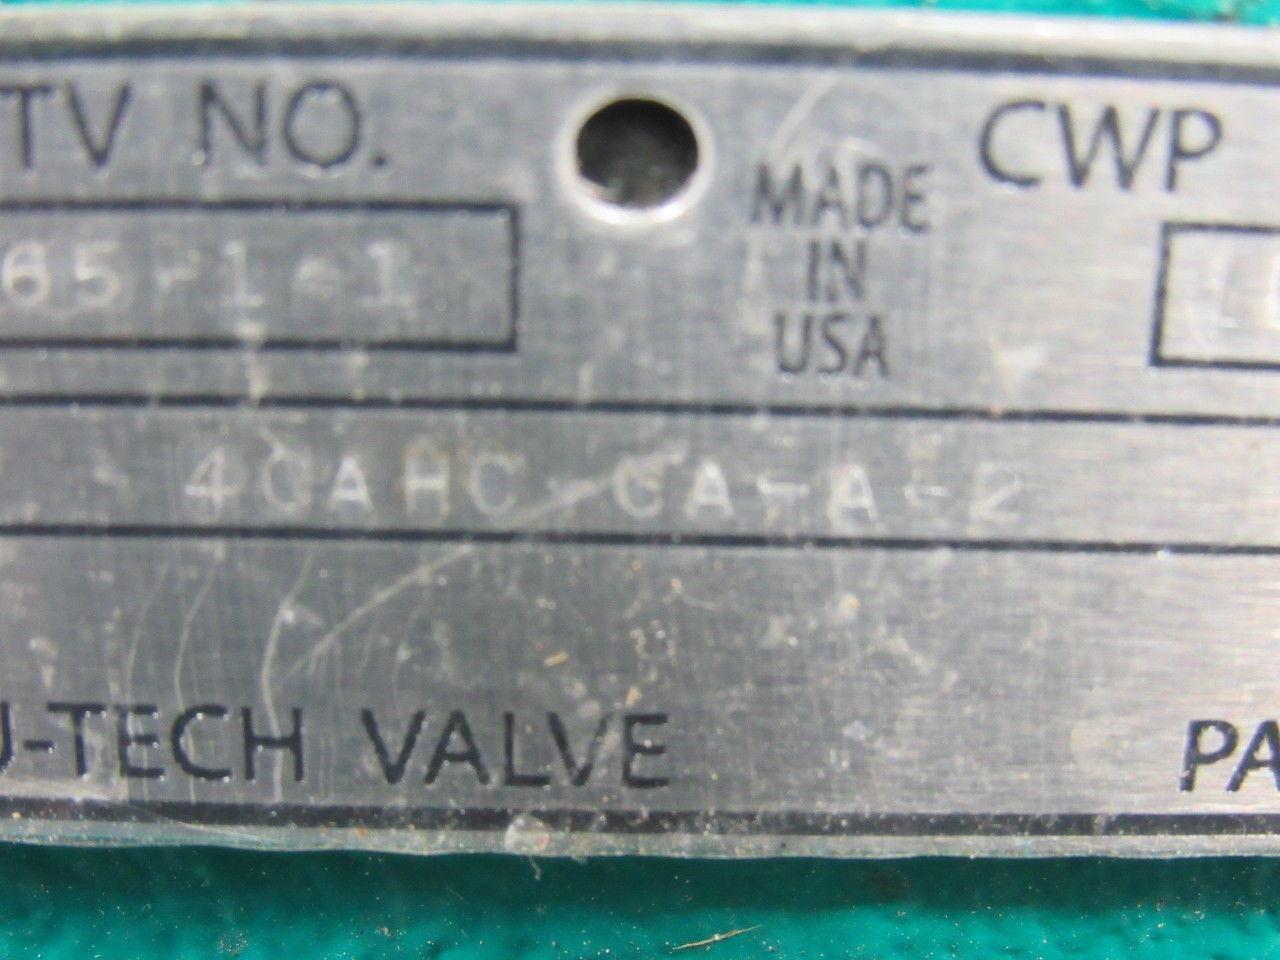 TV NO.
CWP
MADE
IN
USA
65-1-1
4CAHC-CA-A-2
U-TECH VALVE
PA